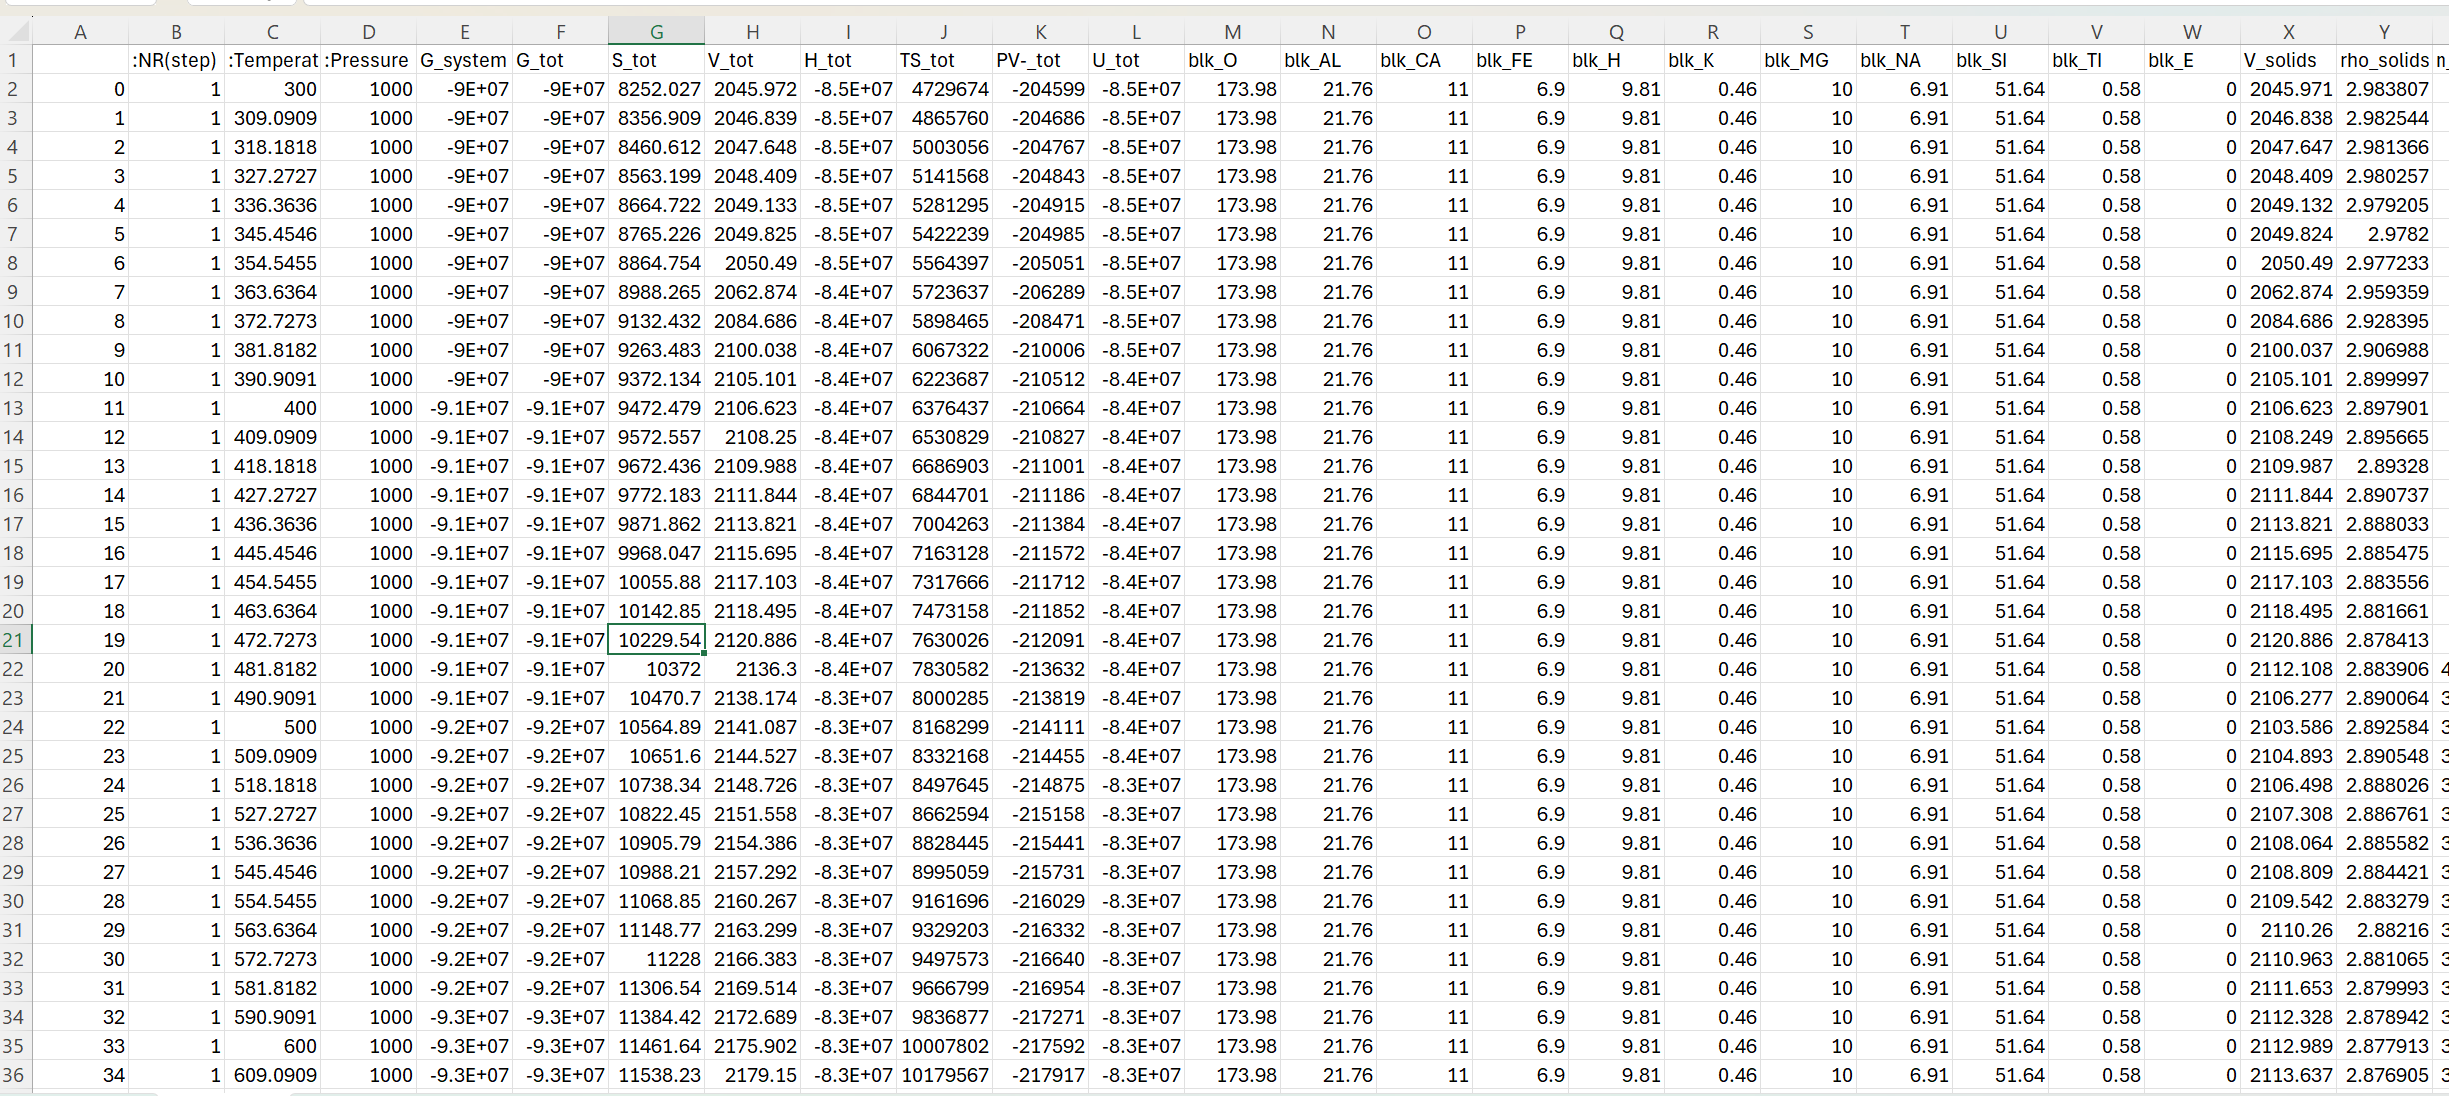 A B C D E F G H I J K L M N O P Q R S T U V W X Y
1 :NR(step) :Temperat :Pressure G_system G_tot S_tot V_tot H_tot TS_tot PV-_tot U_tot blk_O blk_AL blk_CA blk_FE blk_H blk_K blk_MG blk_NA blk_SI blk_TI blk_E V_solids rho_solids n_
2 0 1 300 1000 -9E+07 -9E+07 8252.027 2045.972 -8.5E+07 4729674 -204599 -8.5E+07 173.98 21.76 11 6.9 9.81 0.46 10 6.91 51.64 0.58 0 2045.971 2.983807
3 1 1 309.0909 1000 -9E+07 -9E+07 8356.909 2046.839 -8.5E+07 4865760 -204686 -8.5E+07 173.98 21.76 11 6.9 9.81 0.46 10 6.91 51.64 0.58 0 2046.838 2.982544
4 2 1 318.1818 1000 -9E+07 -9E+07 8460.612 2047.648 -8.5E+07 5003056 -204767 -8.5E+07 173.98 21.76 11 6.9 9.81 0.46 10 6.91 51.64 0.58 0 2047.647 2.981366
5 3 1 327.2727 1000 -9E+07 -9E+07 8563.199 2048.409 -8.5E+07 5141568 -204843 -8.5E+07 173.98 21.76 11 6.9 9.81 0.46 10 6.91 51.64 0.58 0 2048.409 2.980257
6 4 1 336.3636 1000 -9E+07 -9E+07 8664.722 2049.133 -8.5E+07 5281295 -204915 -8.5E+07 173.98 21.76 11 6.9 9.81 0.46 10 6.91 51.64 0.58 0 2049.132 2.979205
7 5 1 345.4546 1000 -9E+07 -9E+07 8765.226 2049.825 -8.5E+07 5422239 -204985 -8.5E+07 173.98 21.76 11 6.9 9.81 0.46 10 6.91 51.64 0.58 0 2049.824 2.9782
8 6 1 354.5455 1000 -9E+07 -9E+07 8864.754 2050.49 -8.5E+07 5564397 -205051 -8.5E+07 173.98 21.76 11 6.9 9.81 0.46 10 6.91 51.64 0.58 0 2050.49 2.977233
9 7 1 363.6364 1000 -9E+07 -9E+07 8988.265 2062.874 -8.4E+07 5723637 -206289 -8.5E+07 173.98 21.76 11 6.9 9.81 0.46 10 6.91 51.64 0.58 0 2062.874 2.959359
10 8 1 372.7273 1000 -9E+07 -9E+07 9132.432 2084.686 -8.4E+07 5898465 -208471 -8.5E+07 173.98 21.76 11 6.9 9.81 0.46 10 6.91 51.64 0.58 0 2084.686 2.928395
11 9 1 381.8182 1000 -9E+07 -9E+07 9263.483 2100.038 -8.4E+07 6067322 -210006 -8.5E+07 173.98 21.76 11 6.9 9.81 0.46 10 6.91 51.64 0.58 0 2100.037 2.906988
12 10 1 390.9091 1000 -9E+07 -9E+07 9372.134 2105.101 -8.4E+07 6223687 -210512 -8.4E+07 173.98 21.76 11 6.9 9.81 0.46 10 6.91 51.64 0.58 0 2105.101 2.899997
13 11 1 400 1000 -9.1E+07 -9.1E+07 9472.479 2106.623 -8.4E+07 6376437 -210664 -8.4E+07 173.98 21.76 11 6.9 9.81 0.46 10 6.91 51.64 0.58 0 2106.623 2.897901
14 12 1 409.0909 1000 -9.1E+07 -9.1E+07 9572.557 2108.25 -8.4E+07 6530829 -210827 -8.4E+07 173.98 21.76 11 6.9 9.81 0.46 10 6.91 51.64 0.58 0 2108.249 2.895665
15 13 1 418.1818 1000 -9.1E+07 -9.1E+07 9672.436 2109.988 -8.4E+07 6686903 -211001 -8.4E+07 173.98 21.76 11 6.9 9.81 0.46 10 6.91 51.64 0.58 0 2109.987 2.89328
16 14 1 427.2727 1000 -9.1E+07 -9.1E+07 9772.183 2111.844 -8.4E+07 6844701 -211186 -8.4E+07 173.98 21.76 11 6.9 9.81 0.46 10 6.91 51.64 0.58 0 2111.844 2.890737
17 15 1 436.3636 1000 -9.1E+07 -9.1E+07 9871.862 2113.821 -8.4E+07 7004263 -211384 -8.4E+07 173.98 21.76 11 6.9 9.81 0.46 10 6.91 51.64 0.58 0 2113.821 2.888033
18 16 1 445.4546 1000 -9.1E+07 -9.1E+07 9968.047 2115.695 -8.4E+07 7163128 -211572 -8.4E+07 173.98 21.76 11 6.9 9.81 0.46 10 6.91 51.64 0.58 0 2115.695 2.885475
19 17 1 454.5455 1000 -9.1E+07 -9.1E+07 10055.88 2117.103 -8.4E+07 7317666 -211712 -8.4E+07 173.98 21.76 11 6.9 9.81 0.46 10 6.91 51.64 0.58 0 2117.103 2.883556
20 18 1 463.6364 1000 -9.1E+07 -9.1E+07 10142.85 2118.495 -8.4E+07 7473158 -211852 -8.4E+07 173.98 21.76 11 6.9 9.81 0.46 10 6.91 51.64 0.58 0 2118.495 2.881661
21 19 1 472.7273 1000 -9.1E+07 -9.1E+07 10229.54 2120.886 -8.4E+07 7630026 -212091 -8.4E+07 173.98 21.76 11 6.9 9.81 0.46 10 6.91 51.64 0.58 0 2120.886 2.878413
22 20 1 481.8182 1000 -9.1E+07 -9.1E+07 10372 2136.3 -8.4E+07 7830582 -213632 -8.4E+07 173.98 21.76 11 6.9 9.81 0.46 10 6.91 51.64 0.58 0 2112.108 2.883906 4
23 21 1 490.9091 1000 -9.1E+07 -9.1E+07 10470.7 2138.174 -8.3E+07 8000285 -213819 -8.4E+07 173.98 21.76 11 6.9 9.81 0.46 10 6.91 51.64 0.58 0 2106.277 2.890064 3
24 22 1 500 1000 -9.2E+07 -9.2E+07 10564.89 2141.087 -8.3E+07 8168299 -214111 -8.3E+07 173.98 21.76 11 6.9 9.81 0.46 10 6.91 51.64 0.58 0 2103.586 2.892584 3
25 23 1 509.0909 1000 -9.2E+07 -9.2E+07 10651.6 2144.527 -8.3E+07 8332168 -214455 -8.3E+07 173.98 21.76 11 6.9 9.81 0.46 10 6.91 51.64 0.58 0 2104.893 2.890548 3
26 24 1 518.1818 1000 -9.2E+07 -9.2E+07 10738.34 2148.726 -8.3E+07 8497645 -214875 -8.3E+07 173.98 21.76 11 6.9 9.81 0.46 10 6.91 51.64 0.58 0 2106.498 2.888026 3
27 25 1 527.2727 1000 -9.2E+07 -9.2E+07 10822.45 2151.558 -8.3E+07 8662594 -215158 -8.3E+07 173.98 21.76 11 6.9 9.81 0.46 10 6.91 51.64 0.58 0 2107.308 2.886761 3
28 26 1 536.3636 1000 -9.2E+07 -9.2E+07 10905.79 2154.386 -8.3E+07 8828445 -215441 -8.3E+07 173.98 21.76 11 6.9 9.81 0.46 10 6.91 51.64 0.58 0 2108.064 2.885582 3
29 27 1 545.4546 1000 -9.2E+07 -9.2E+07 10988.21 2157.292 -8.3E+07 8995059 -215731 -8.3E+07 173.98 21.76 11 6.9 9.81 0.46 10 6.91 51.64 0.58 0 2108.809 2.884421 3
30 28 1 554.5455 1000 -9.2E+07 -9.2E+07 11068.85 2160.267 -8.3E+07 9161696 -216029 -8.3E+07 173.98 21.76 11 6.9 9.81 0.46 10 6.91 51.64 0.58 0 2109.542 2.883279 3
31 29 1 563.6364 1000 -9.2E+07 -9.2E+07 11148.77 2163.299 -8.3E+07 9329203 -216332 -8.3E+07 173.98 21.76 11 6.9 9.81 0.46 10 6.91 51.64 0.58 0 2110.26 2.88216 3
32 30 1 572.7273 1000 -9.2E+07 -9.2E+07 11228 2166.383 -8.3E+07 9497573 -216640 -8.3E+07 173.98 21.76 11 6.9 9.81 0.46 10 6.91 51.64 0.58 0 2110.963 2.881065 3
33 31 1 581.8182 1000 -9.2E+07 -9.2E+07 11306.54 2169.514 -8.3E+07 9666799 -216954 -8.3E+07 173.98 21.76 11 6.9 9.81 0.46 10 6.91 51.64 0.58 0 2111.653 2.879993 3
34 32 1 590.9091 1000 -9.3E+07 -9.3E+07 11384.42 2172.689 -8.3E+07 9836877 -217271 -8.3E+07 173.98 21.76 11 6.9 9.81 0.46 10 6.91 51.64 0.58 0 2112.328 2.878942 3
35 33 1 600 1000 -9.3E+07 -9.3E+07 11461.64 2175.902 -8.3E+07 10007802 -217592 -8.3E+07 173.98 21.76 11 6.9 9.81 0.46 10 6.91 51.64 0.58 0 2112.989 2.877913 3
36 34 1 609.0909 1000 -9.3E+07 -9.3E+07 11538.23 2179.15 -8.3E+07 10179567 -217917 -8.3E+07 173.98 21.76 11 6.9 9.81 0.46 10 6.91 51.64 0.58 0 2113.637 2.876905 3